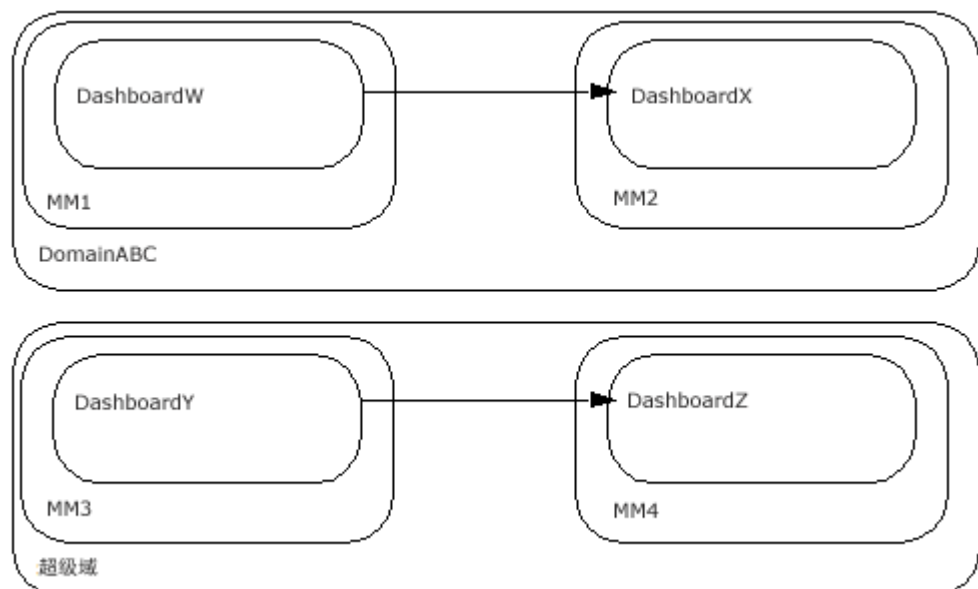 DashboardW
DashboardX
MM1
MM2
DomainABC
DashboardY
DashboardZ
MM3
MM4
超级域